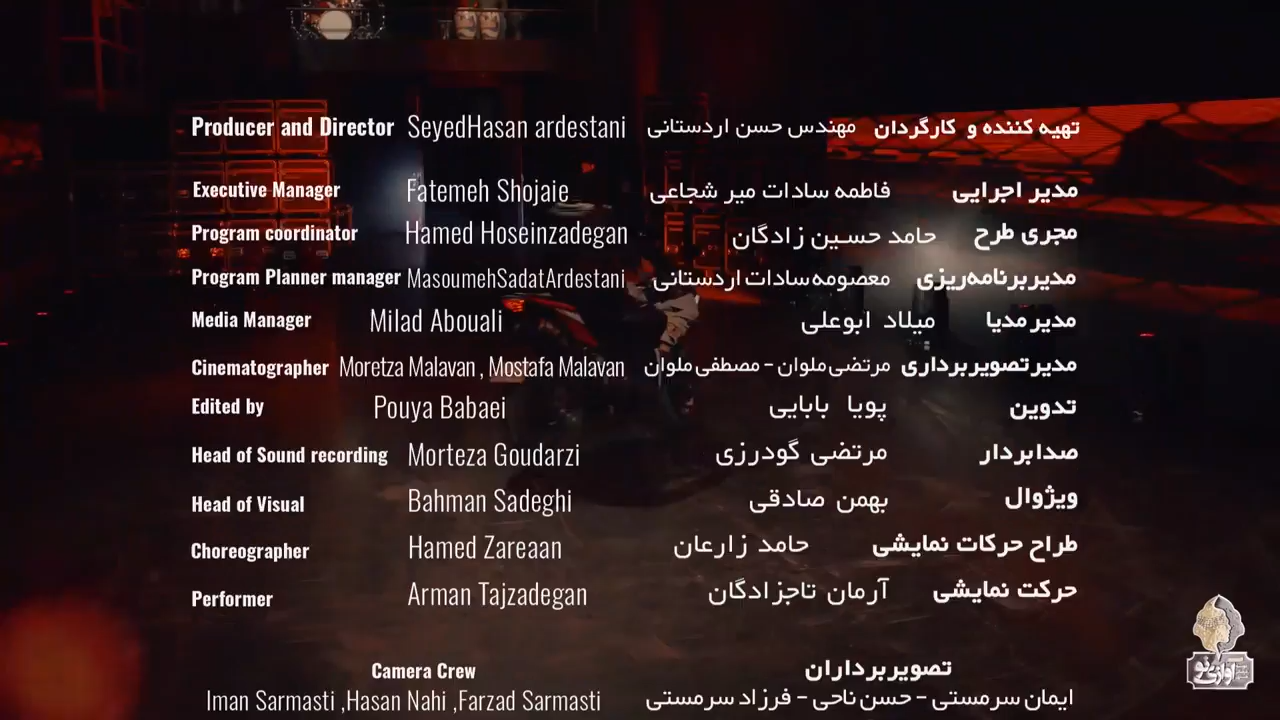 Producer and Director SeyedHasan ardestani مهندس حسن اردستانی تهیه کننده و کارگردان
Executive Manager Fatemeh Shojaie فاطمه سادات میر شجاعی مدیر اجرایی
Program coordinator Hamed Hoseinzadegan حامد حسین زادگان مجری طرح
Program Planner manager MasoumehSadatArdestani معصومه‌سادات اردستانی مدیربرنامه‌ریزی
Media Manager Milad Abouali میلاد ابوعلی مدیر مدیا
Cinematographer Moretza Malavan , Mostafa Malavan مرتضی ملوان - مصطفی ملوان مدیر تصویربرداری
Edited by Pouya Babaei پویا بابایی تدوین
Head of Sound recording Morteza Goudarzi مرتضی گودرزی صدابردار
Head of Visual Bahman Sadeghi بهمن صادقی ویژوال
Choreographer Hamed Zareaan حامد زارعان طراح حرکات نمایشی
Performer Arman Tajzadegan آرمان تاجزادگان حرکت نمایشی
Camera Crew تصویربرداران
Iman Sarmasti ,Hasan Nahi ,Farzad Sarmasti ایمان سرمستی - حسن ناحی - فرزاد سرمستی